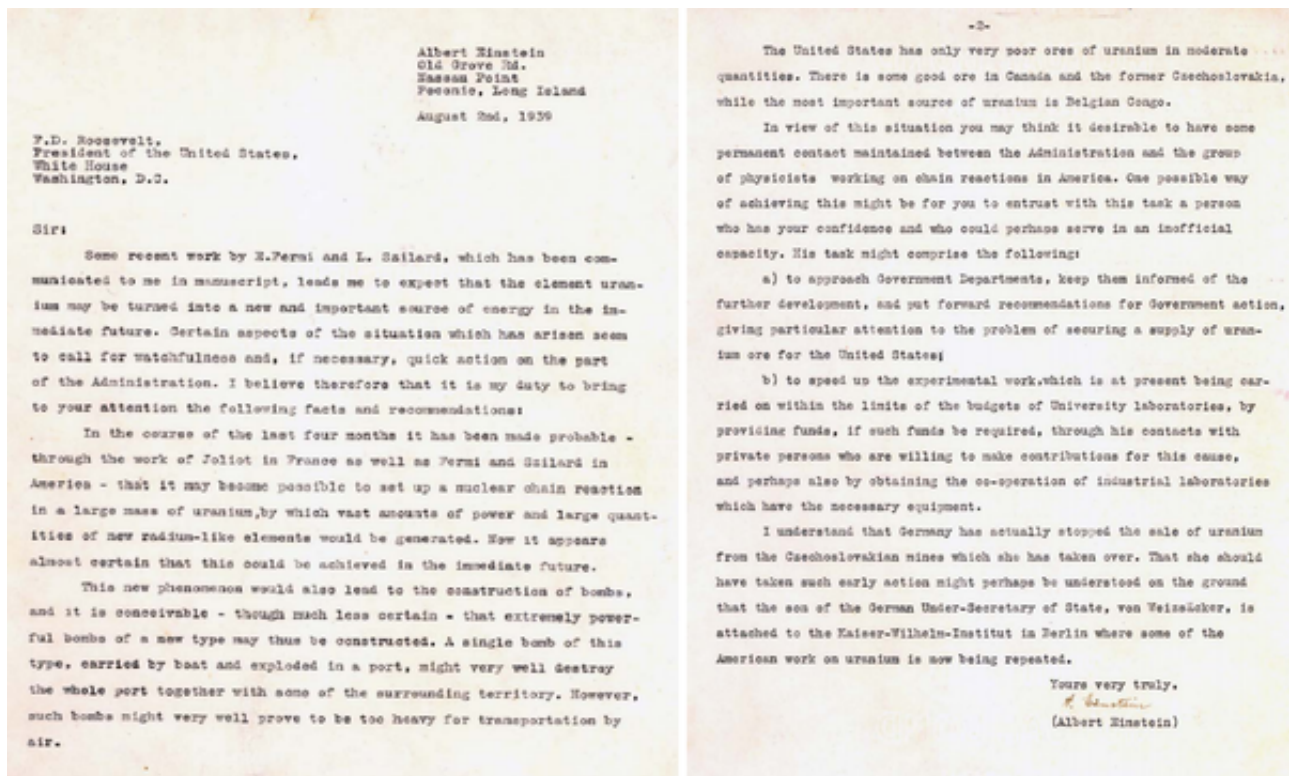 Albert Einstein
Old Grove Rd.
Nassau Point
Peconic, Long Island
August 2nd, 1939
F.D. Roosevelt,
President of the United States,
White House
Washington, D.C.
Sir:
Some recent work by E.Fermi and L. Szilard, which has been com-
municated to me in manuscript, leads me to expect that the element uran-
ium may be turned into a new and important source of energy in the im-
mediate future. Certain aspects of the situation which has arisen seem
to call for watchfulness and, if necessary, quick action on the part
of the Administration. I believe therefore that it is my duty to bring
to your attention the following facts and recommendations:
In the course of the last four months it has been made probable -
through the work of Joliot in France as well as Fermi and Szilard in
America - that it may become possible to set up a nuclear chain reaction
in a large mass of uranium,by which vast amounts of power and large quant-
ities of new radium-like elements would be generated. Now it appears
almost certain that this could be achieved in the immediate future.
This new phenomenon would also lead to the construction of bombs,
and it is conceivable - though much less certain - that extremely power-
ful bombs of a new type may thus be constructed. A single bomb of this
type, carried by boat and exploded in a port, might very well destroy
the whole port together with some of the surrounding territory. However,
such bombs might very well prove to be too heavy for transportation by
air.
-2-
The United States has only very poor ores of uranium in moderate
quantities. There is some good ore in Canada and the former Czechoslovakia,
while the most important source of uranium is Belgian Congo.
In view of this situation you may think it desirable to have some
permanent contact maintained between the Administration and the group
of physicists working on chain reactions in America. One possible way
of achieving this might be for you to entrust with this task a person
who has your confidence and who could perhaps serve in an inofficial
capacity. His task might comprise the following:
a) to approach Government Departments, keep them informed of the
further development, and put forward recommendations for Government action,
giving particular attention to the problem of securing a supply of uran-
ium ore for the United States;
b) to speed up the experimental work,which is at present being car-
ried on within the limits of the budgets of University laboratories, by
providing funds, if such funds be required, through his contacts with
private persons who are willing to make contributions for this cause,
and perhaps also by obtaining the co-operation of industrial laboratories
which have the necessary equipment.
I understand that Germany has actually stopped the sale of uranium
from the Czechoslovakian mines which she has taken over. That she should
have taken such early action might perhaps be understood on the ground
that the son of the German Under-Secretary of State, von Weizsäcker, is
attached to the Kaiser-Wilhelm-Institut in Berlin where some of the
American work on uranium is now being repeated.
Yours very truly,
A. Einstein
(Albert Einstein)